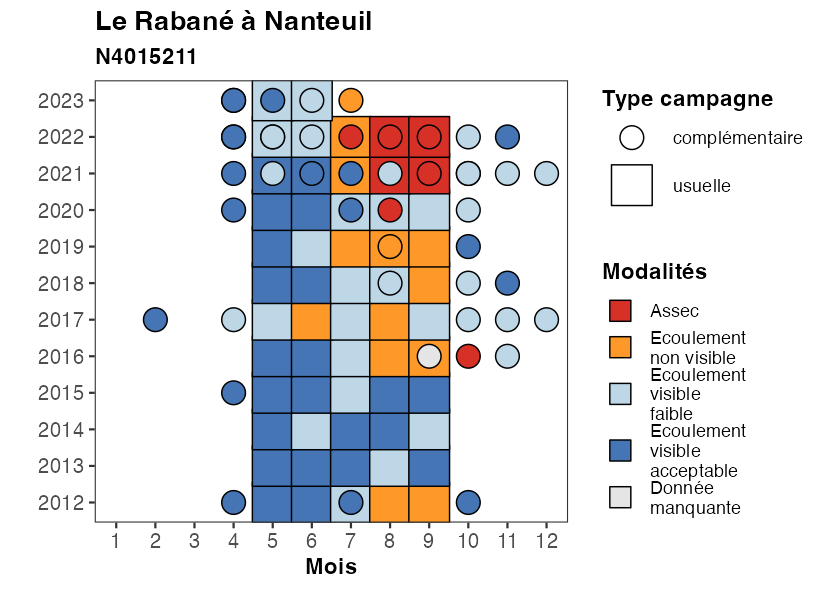 Le Rabané à Nanteuil
N4015211
2023
2022
2021
2020
2019
2018
2017
2016
2015
2014
2013
2012
1 2 3 4 5 6 7 8 9 10 11 12
Mois
Type campagne
complémentaire
usuelle
Modalités
Assec
Ecoulement
non visible
Ecoulement
visible
faible
Ecoulement
visible
acceptable
Donnée
manquante